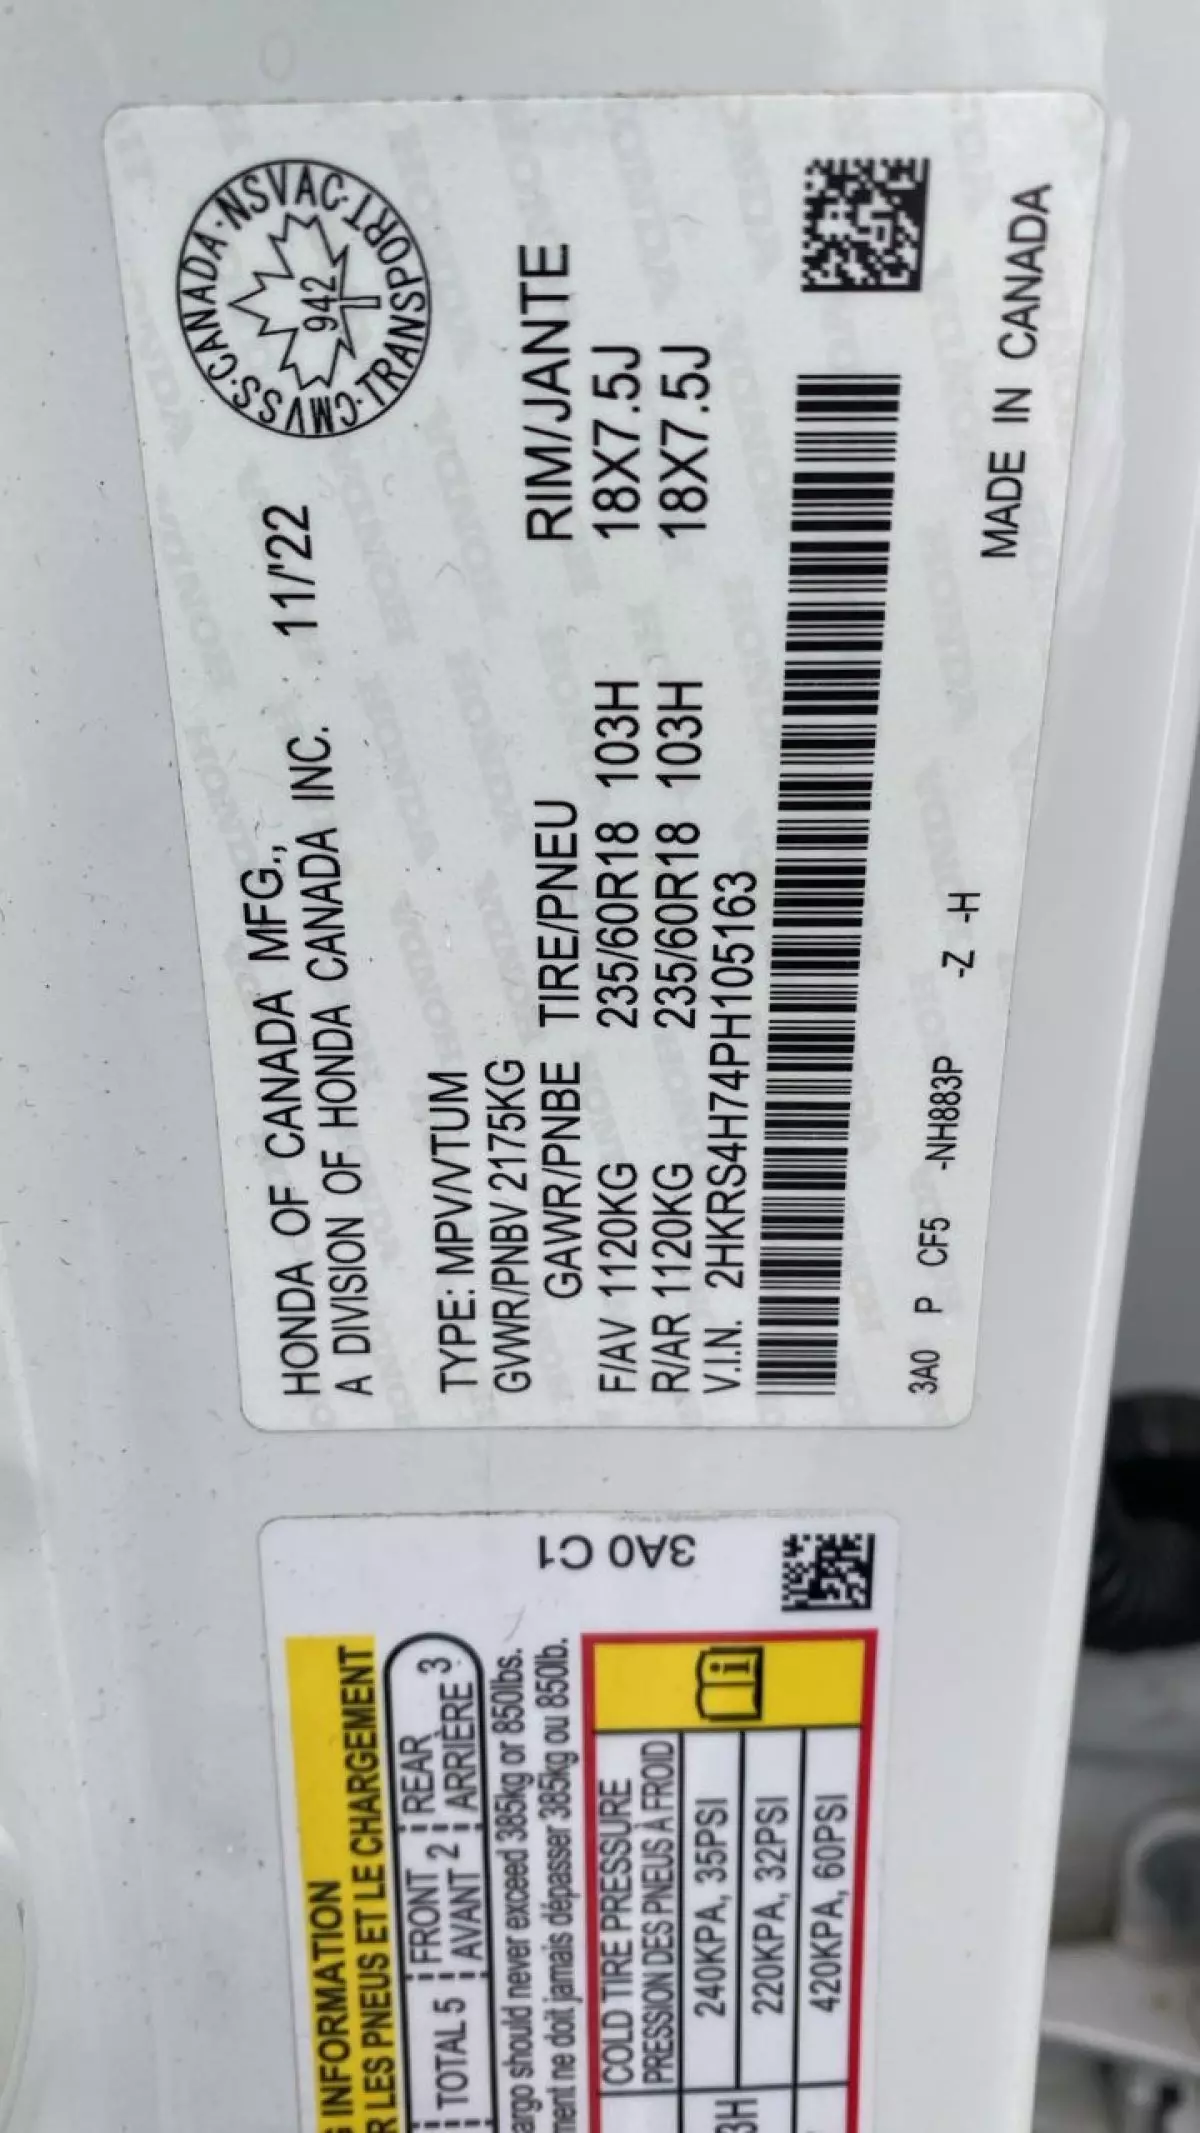 HONDA OF CANADA MFG.,
A DIVISION OF HONDA CANADA INC. 11/'22
CMVSS·CANADA·NSVAC·TRANSPORT·
942
TYPE: MPV/VTUM
GVWR/PNBV 2175KG
GAWR/PNBE TIRE/PNEU RIM/JANTE
F/AV 1120KG 235/60R18 103H 18X7.5J
R/AR 1120KG 235/60R18 103H 18X7.5J
V.I.N. 2HKRS4H74PH105163
3A0 P CF5 -NH883P -Z -H
MADE IN CANADA
3A0 C1
INFORMATION
LES PNEUS ET LE CHARGEMENT
TOTAL 5 FRONT 2 REAR 3
AVANT ARRIÈRE
should never exceed 385kg or 850lbs.
ne doit jamais dépasser 385kg ou 850lb.
COLD TIRE PRESSURE
PRESSION DES PNEUS À FROID
240KPA, 35PSI
220KPA, 32PSI
420KPA, 60PSI